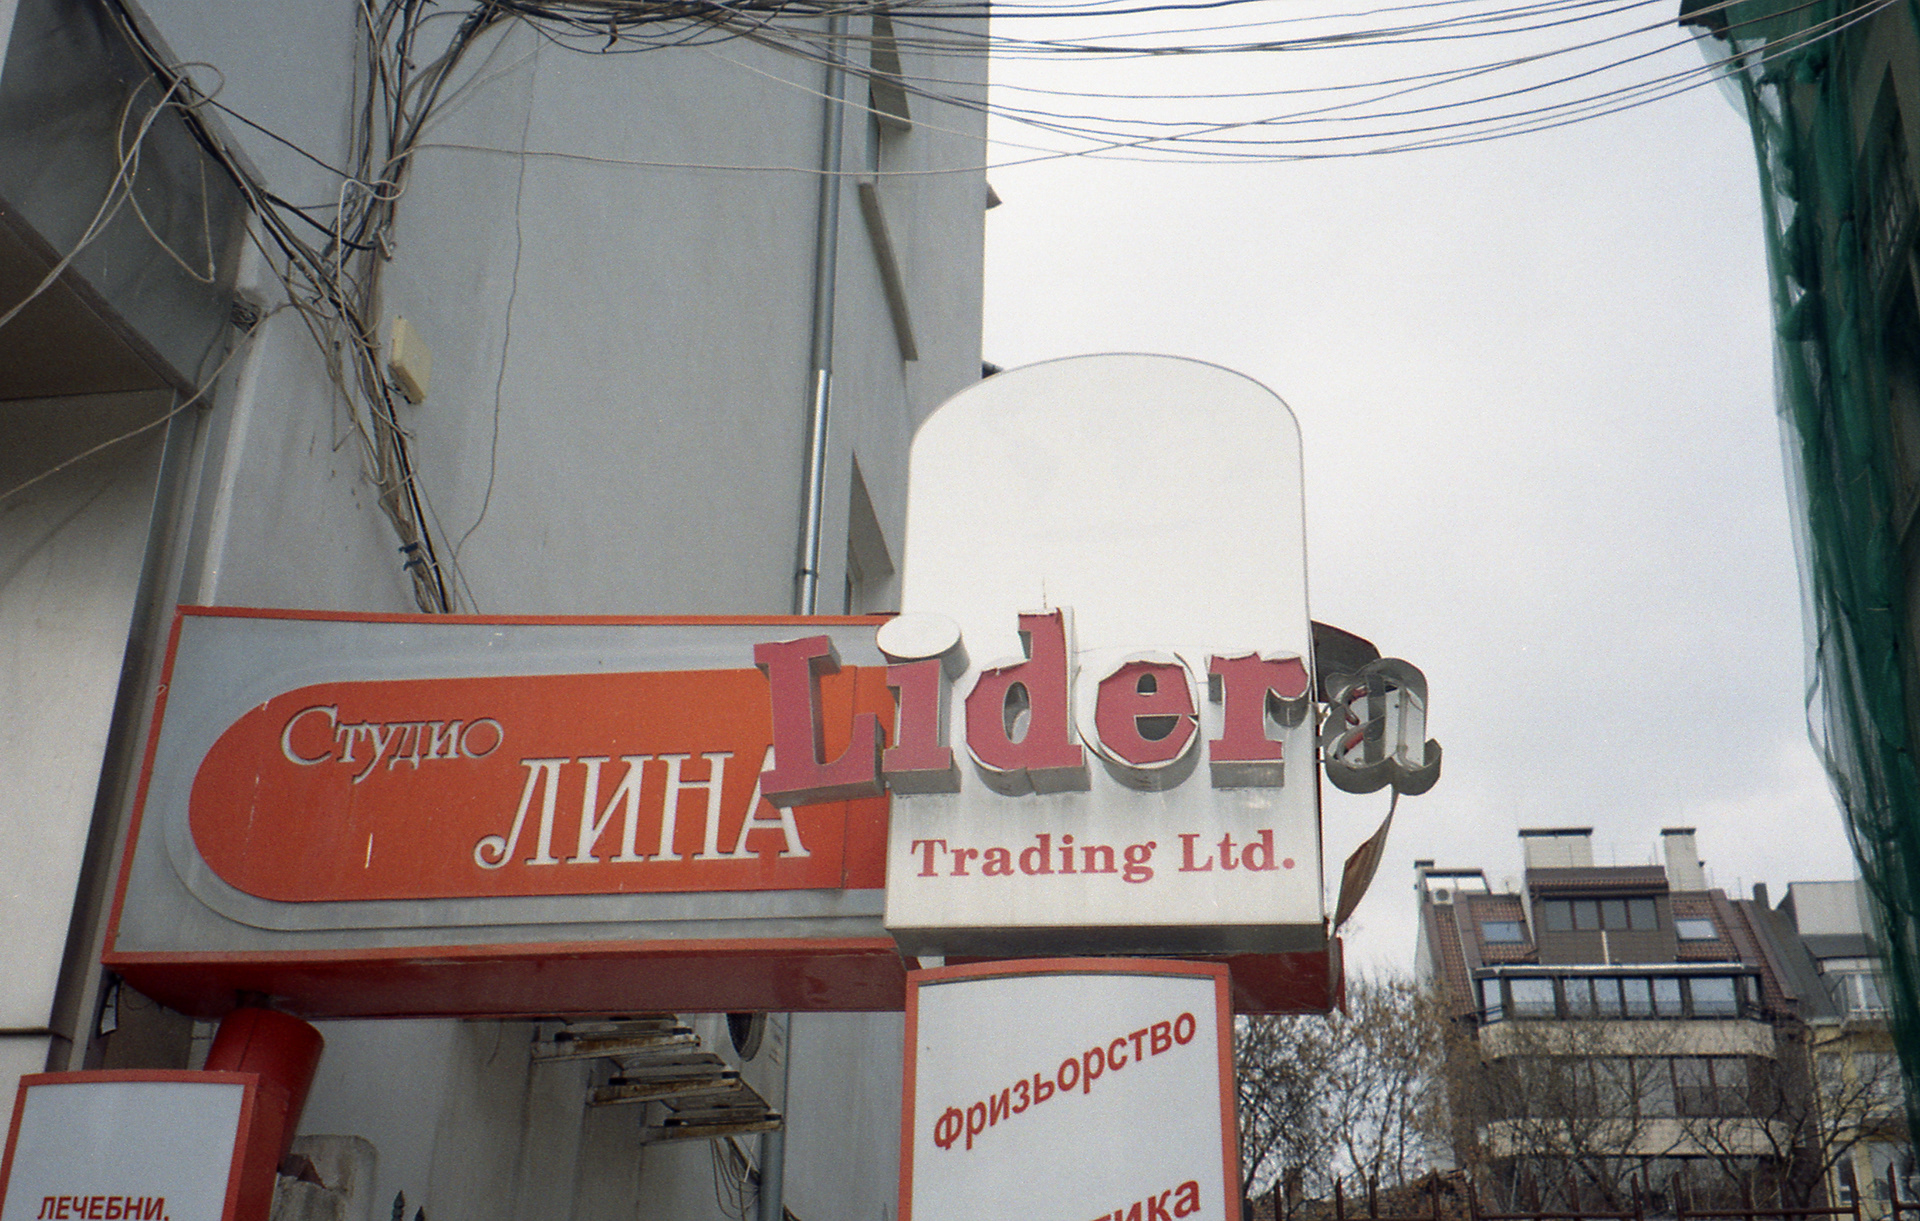 Студио
ЛИНА
Lidera
Trading Ltd.
Фризьорство
ЛЕЧЕБНИ,